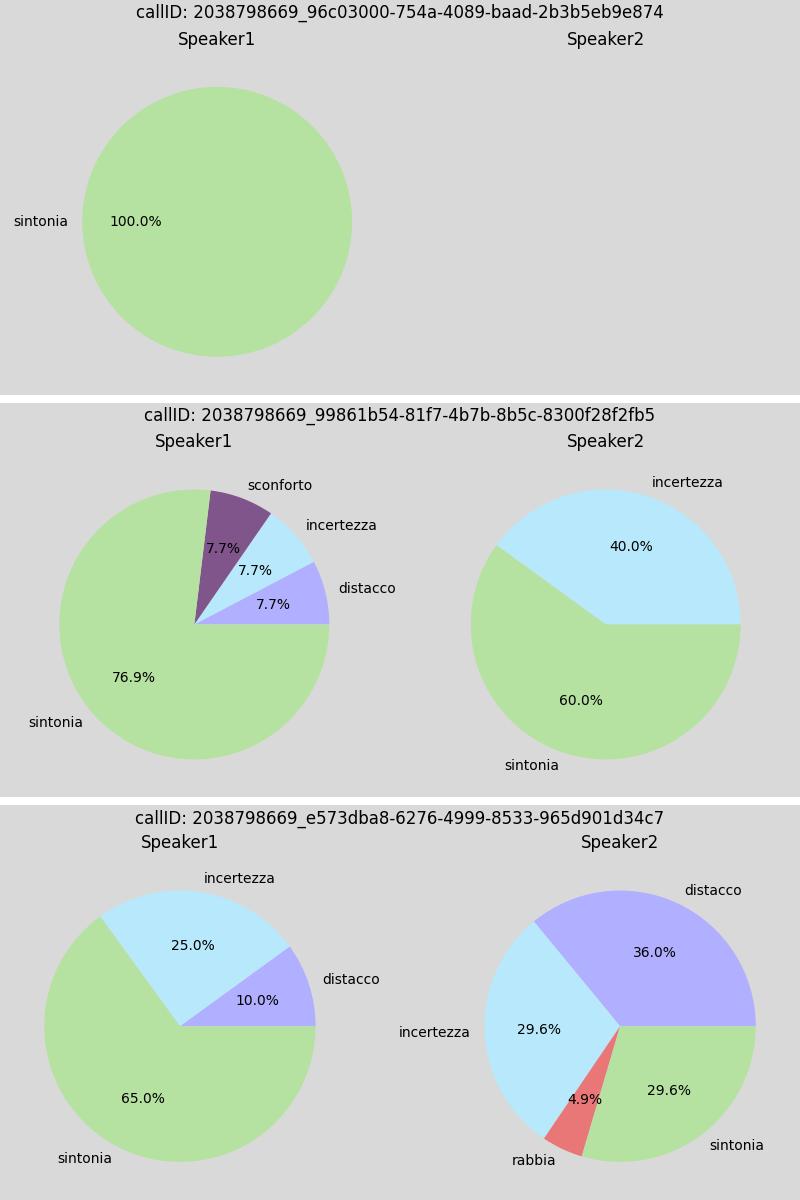 callID: 2038798669_96c03000-754a-4089-baad-2b3b5eb9e874
Speaker1
Speaker2
sintonia
100.0%
callID: 2038798669_99861b54-81f7-4b7b-8b5c-8300f28f2fb5
Speaker1
Speaker2
sconforto
incertezza
distacco
7.7%
7.7%
7.7%
76.9%
sintonia
incertezza
40.0%
60.0%
sintonia
callID: 2038798669_e573dba8-6276-4999-8533-965d901d34c7
Speaker1
Speaker2
incertezza
25.0%
distacco
10.0%
65.0%
sintonia
distacco
36.0%
incertezza
29.6%
4.9%
29.6%
rabbia
sintonia